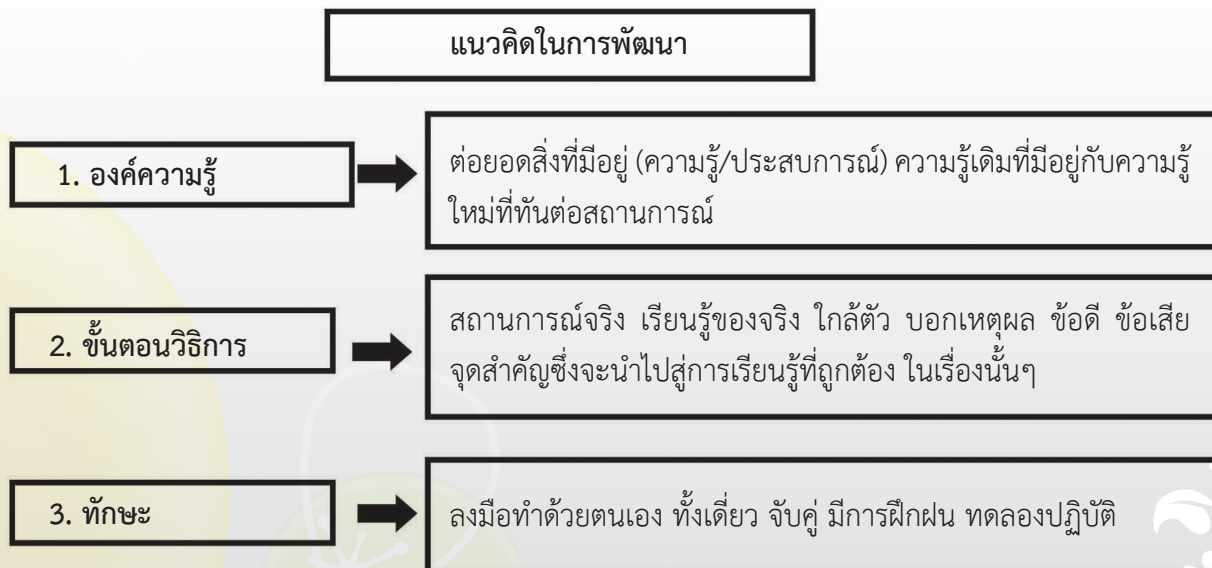 แนวคิดในการพัฒนา
1. องค์ความรู้
ต่อยอดสิ่งที่มีอยู่ (ความรู้/ประสบการณ์) ความรู้เดิมที่มีอยู่กับความรู้
ใหม่ที่ทันต่อสถานการณ์
2. ขั้นตอนวิธีการ
สถานการณ์จริง เรียนรู้ของจริง ใกล้ตัว บอกเหตุผล ข้อดี ข้อเสีย
จุดสำคัญซึ่งจะนำไปสู่การเรียนรู้ที่ถูกต้อง ในเรื่องนั้นๆ
3. ทักษะ
ลงมือทำด้วยตนเอง ทั้งเดี่ยว จับคู่ มีการฝึกฝน ทดลองปฏิบัติ